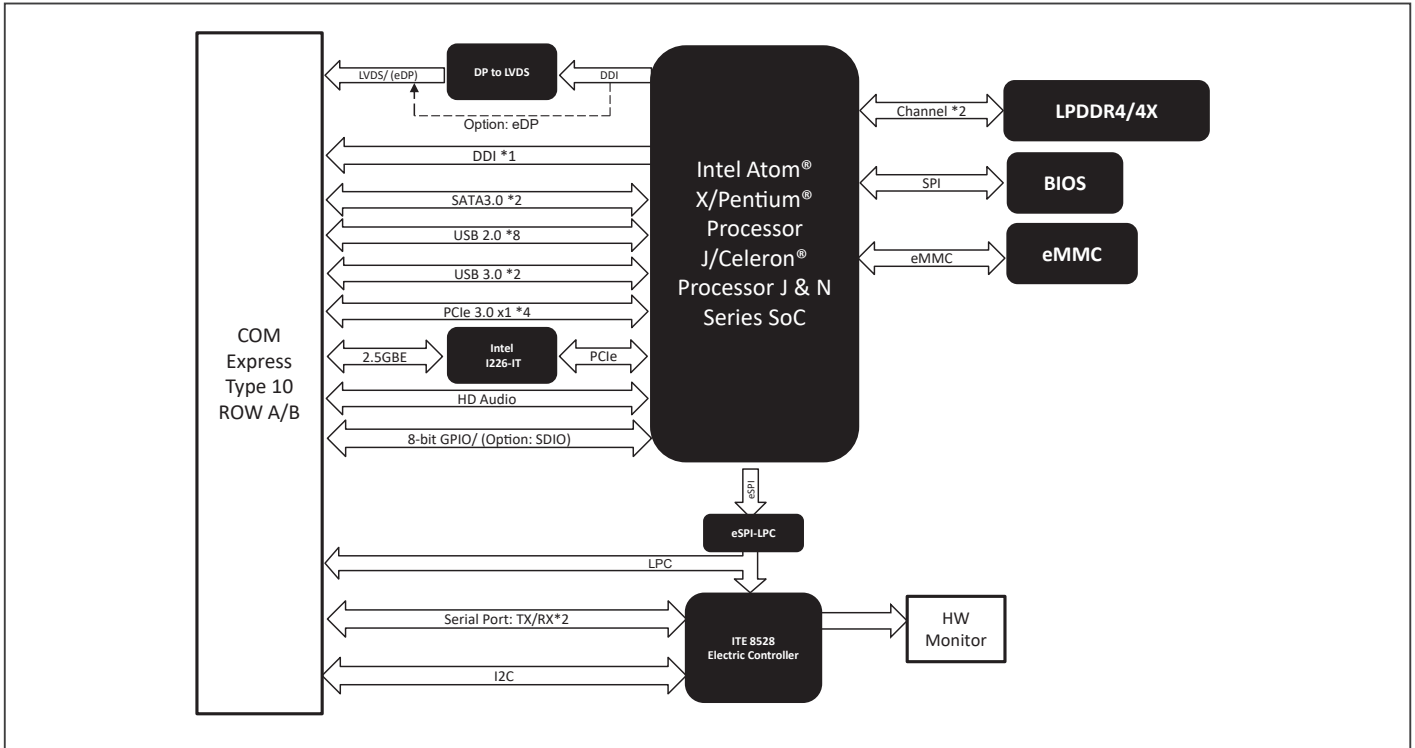 LVDS/ (eDP)
DP to LVDS
DDI
Option: eDP
DDI *1
SATA3.0 *2
USB 2.0 *8
USB 3.0 *2
PCIe 3.0 x1 *4
2.5GBE
Intel
I226-IT
PCIe
HD Audio
8-bit GPIO/ (Option: SDIO)
COM
Express
Type 10
ROW A/B
Intel Atom®
X/Pentium®
Processor
J/Celeron®
Processor J & N
Series SoC
Channel *2
LPDDR4/4X
SPI
BIOS
eMMC
eMMC
eSPI
eSPI-LPC
LPC
Serial Port: TX/RX*2
I2C
ITE 8528
Electric Controller
HW
Monitor